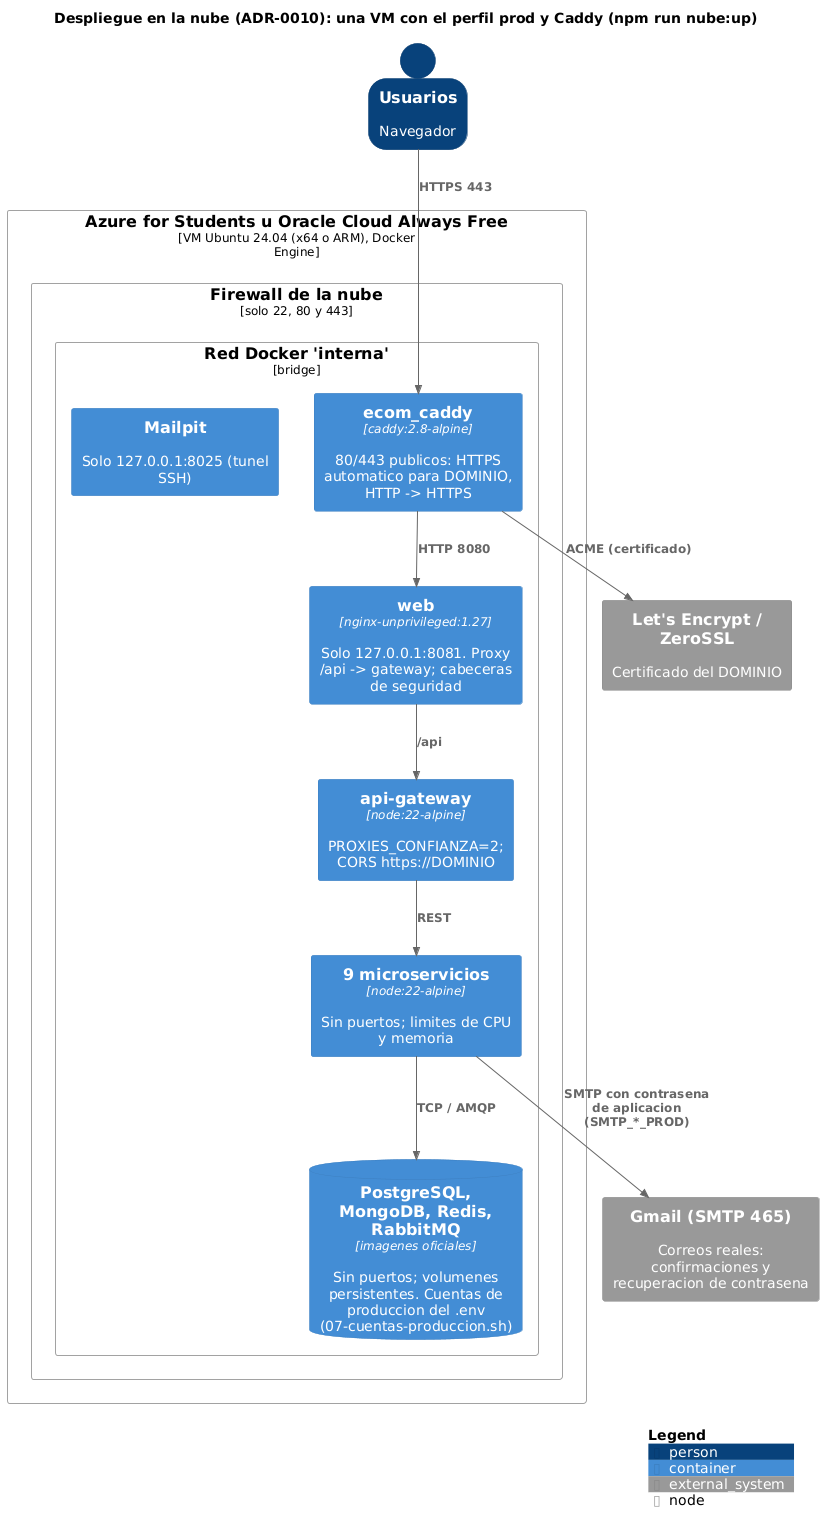 Despliegue en la nube (ADR-0010): una VM con el perfil prod y Caddy (npm run nube:up)
Usuarios
Navegador
HTTPS 443
Azure for Students u Oracle Cloud Always Free
[VM Ubuntu 24.04 (x64 o ARM), Docker
Engine]
Firewall de la nube
[solo 22, 80 y 443]
Red Docker 'interna'
[bridge]
Mailpit
Solo 127.0.0.1:8025 (tunel
SSH)
ecom_caddy
[caddy:2.8-alpine]
80/443 publicos: HTTPS
automatico para DOMINIO,
HTTP -> HTTPS
HTTP 8080
ACME (certificado)
web
[nginx-unprivileged:1.27]
Solo 127.0.0.1:8081. Proxy
/api -> gateway; cabeceras
de seguridad
Let's Encrypt /
ZeroSSL
Certificado del DOMINIO
/api
api-gateway
[node:22-alpine]
PROXIES_CONFIANZA=2;
CORS https://DOMINIO
REST
9 microservicios
[node:22-alpine]
Sin puertos; limites de CPU
y memoria
TCP / AMQP
SMTP con contrasena
de aplicacion
(SMTP_*_PROD)
PostgreSQL,
MongoDB, Redis,
RabbitMQ
[imagenes oficiales]
Sin puertos; volumenes
persistentes. Cuentas de
produccion del .env
(07-cuentas-produccion.sh)
Gmail (SMTP 465)
Correos reales:
confirmaciones y
recuperacion de contrasena
Legend
person
container
external_system
node